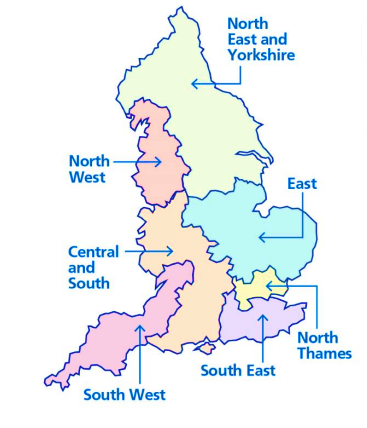 North
East and
Yorkshire
North
West
East
Central
and
South
North
Thames
South East
South West